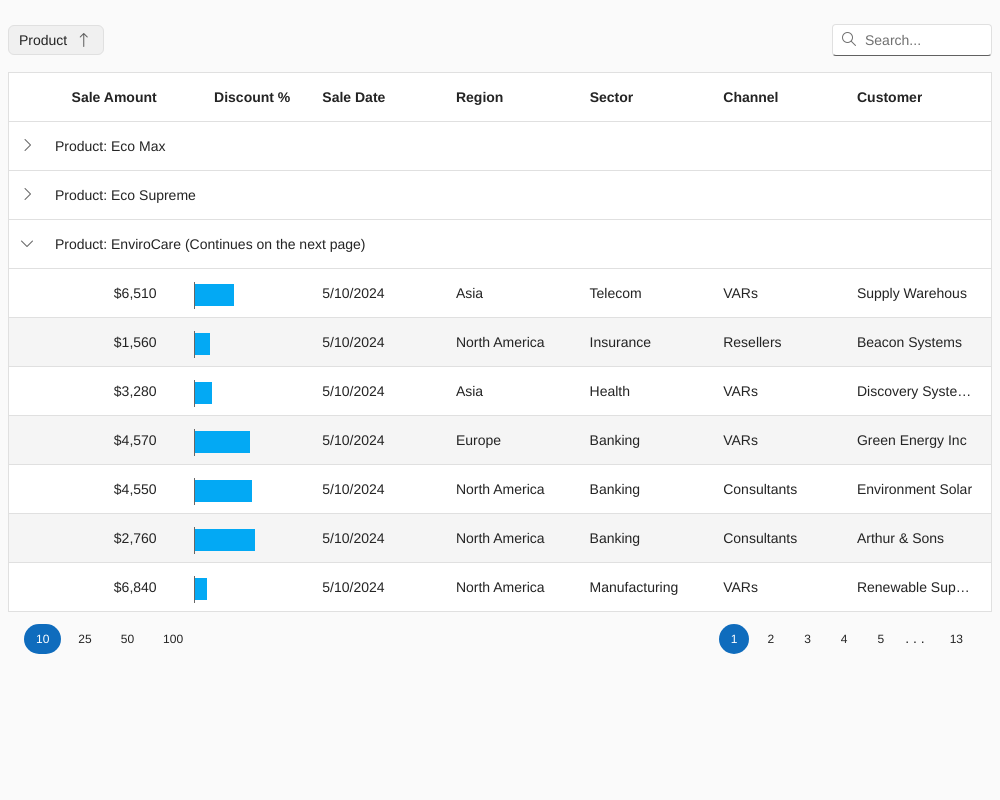 Product
Search...
Sale Amount Discount % Sale Date Region Sector Channel Customer
Product: Eco Max
Product: Eco Supreme
Product: EnviroCare (Continues on the next page)
$6,510 5/10/2024 Asia Telecom VARs Supply Warehous
$1,560 5/10/2024 North America Insurance Resellers Beacon Systems
$3,280 5/10/2024 Asia Health VARs Discovery Syste…
$4,570 5/10/2024 Europe Banking VARs Green Energy Inc
$4,550 5/10/2024 North America Banking Consultants Environment Solar
$2,760 5/10/2024 North America Banking Consultants Arthur & Sons
$6,840 5/10/2024 North America Manufacturing VARs Renewable Sup…
10 25 50 100 1 2 3 4 5 ... 13